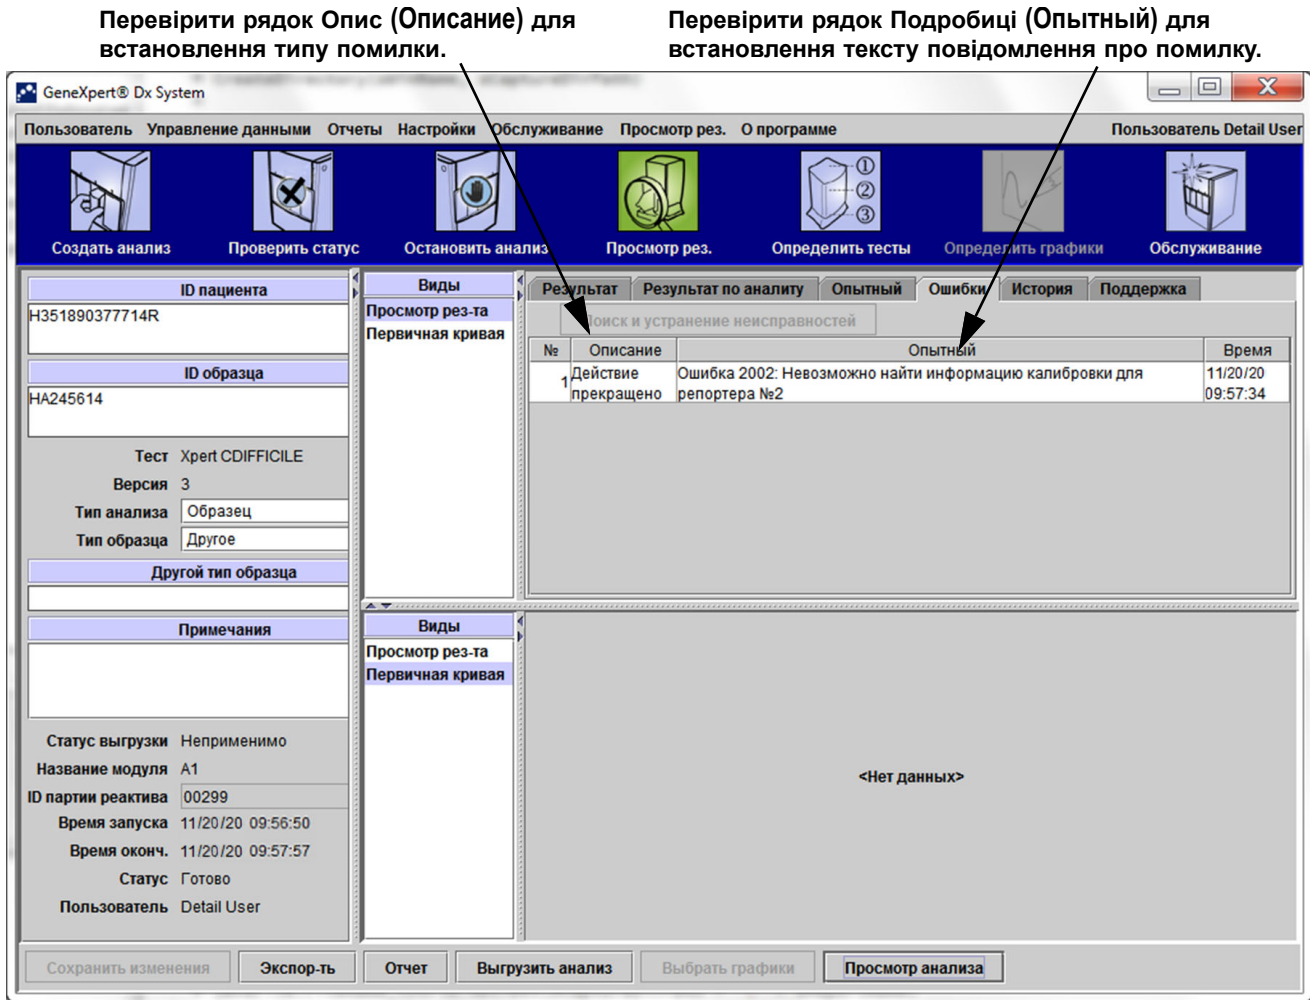 Перевірити рядок Опис (Описание) для
встановлення типу помилки.
Перевірити рядок Подробиці (Опытный) для
встановлення тексту повідомлення про помилку.
GeneXpert® Dx System
Пользователь Управление данными Отчеты Настройки Обслуживание Просмотр рез. О программе Пользователь Detail User
Создать анализ Проверить статус Остановить анализ Просмотр рез. Определить тесты Определить графики Обслуживание
ID пациента
H351890377714R
ID образца
HA245614
Тест Xpert CDIFFICILE
Версия 3
Тип анализа Образец
Тип образца Другое
Другой тип образца
Примечания
Статус выгрузки Неприменимо
Название модуля A1
ID партии реактива 00299
Время запуска 11/20/20 09:56:50
Время оконч. 11/20/20 09:57:57
Статус Готово
Пользователь Detail User
Виды
Просмотр рез-та
Первичная кривая
Результат Результат по аналиту Опытный Ошибки История Поддержка
Поиск и устранение неисправностей
№ Описание Опытный Время
1 Действие прекращено Ошибка 2002: Невозможно найти информацию калибровки для репортера №2 11/20/20 09:57:34
Виды
Просмотр рез-та
Первичная кривая
<Нет данных>
Сохранить изменения Экспор-ть Отчет Выгрузить анализ Выбрать графики Просмотр анализа